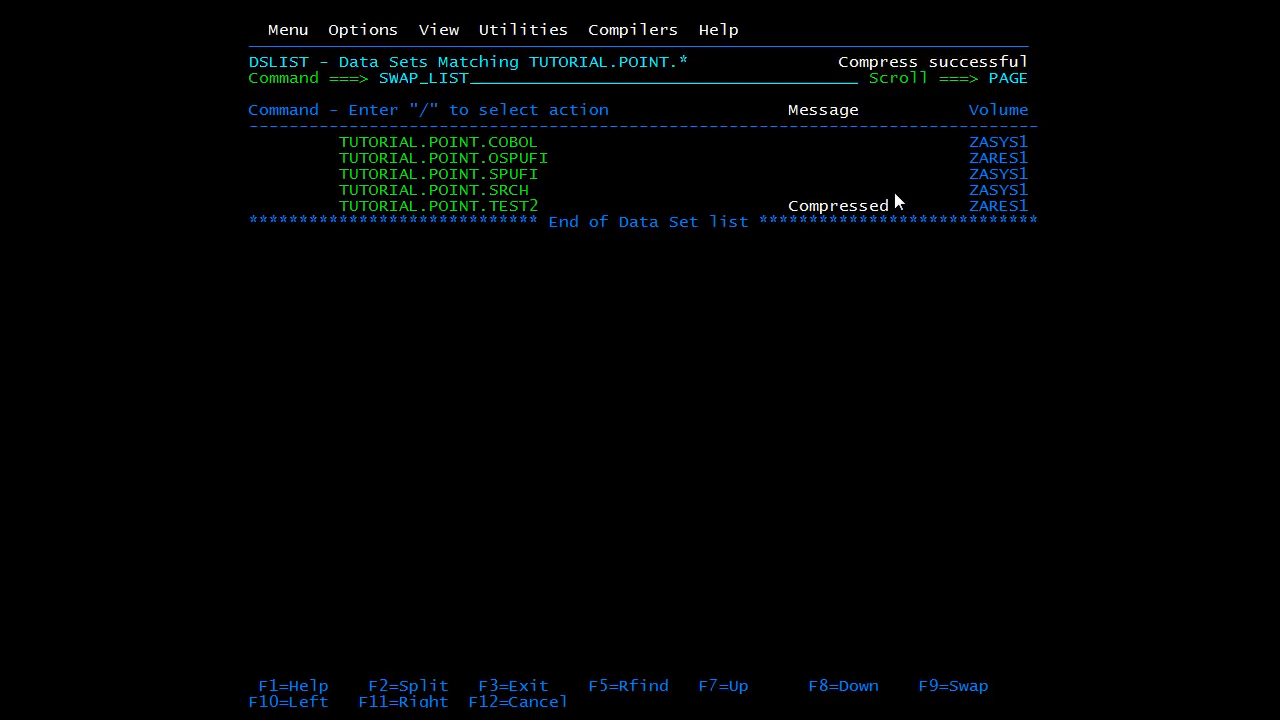 Menu Options View Utilities Compilers Help
DSLIST - Data Sets Matching TUTORIAL.POINT.* Compress successful
Command ===> SWAP_LIST Scroll ===> PAGE
Command - Enter "/" to select action Message Volume
-------------------------------------------------------------------------------
TUTORIAL.POINT.COBOL ZASYS1
TUTORIAL.POINT.OSPUFI ZARES1
TUTORIAL.POINT.SPUFI ZASYS1
TUTORIAL.POINT.SRCH ZASYS1
TUTORIAL.POINT.TEST2 Compressed ZARES1
***************************** End of Data Set list ****************************
F1=Help F2=Split F3=Exit F5=Rfind F7=Up F8=Down F9=Swap
F10=Left F11=Right F12=Cancel